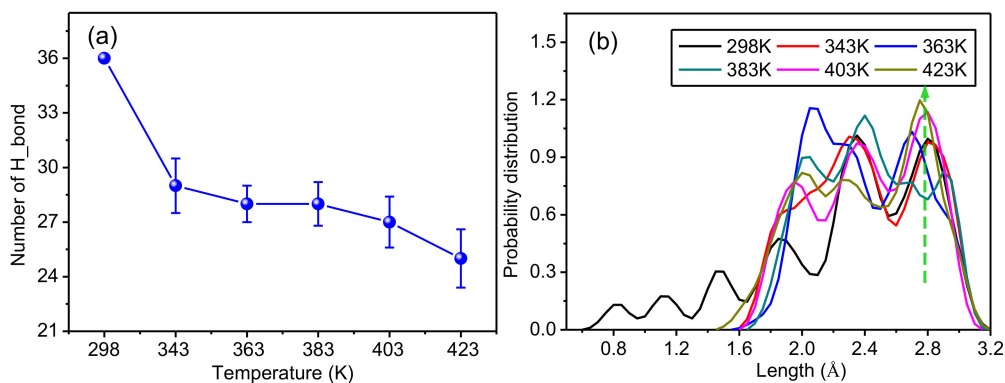 (a)
Number of H_bond
36
33
30
27
24
21
298 343 363 383 403 423
Temperature (K)
(b)
298K 343K 363K
383K 403K 423K
Probability distribution
1.5
1.2
0.9
0.6
0.3
0.0
0.8 1.2 1.6 2.0 2.4 2.8 3.2
Length (Å)